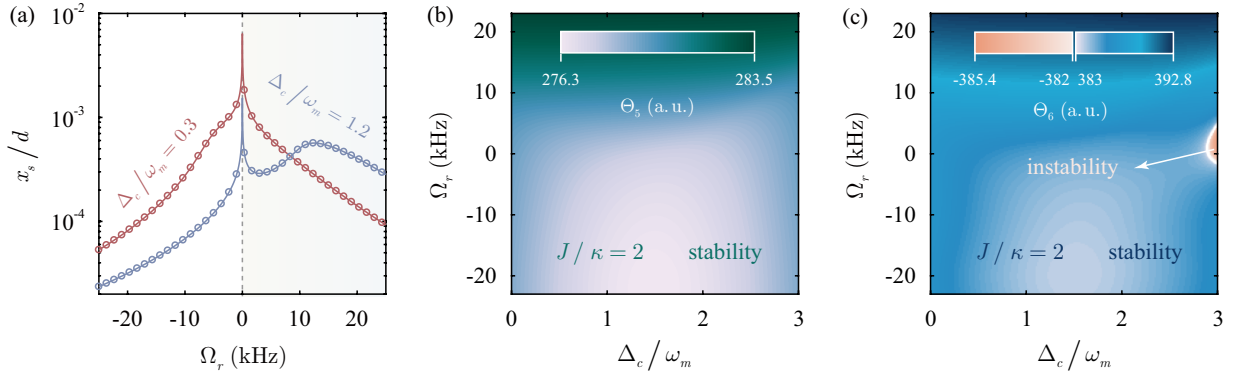 (a)
10⁻²
10⁻³
10⁻⁴
x_s / d
Δ_c / ω_m = 0.3
Δ_c / ω_m = 1.2
-20 -10 0 10 20
Ω_r (kHz)
(b)
20
10
0
-10
-20
Ω_r (kHz)
276.3 283.5
Θ_5 (a.u.)
J / κ = 2 stability
0 1 2 3
Δ_c / ω_m
(c)
20
10
0
-10
-20
Ω_r (kHz)
-385.4 -382 383 392.8
Θ_6 (a.u.)
instability
J / κ = 2 stability
0 1 2 3
Δ_c / ω_m